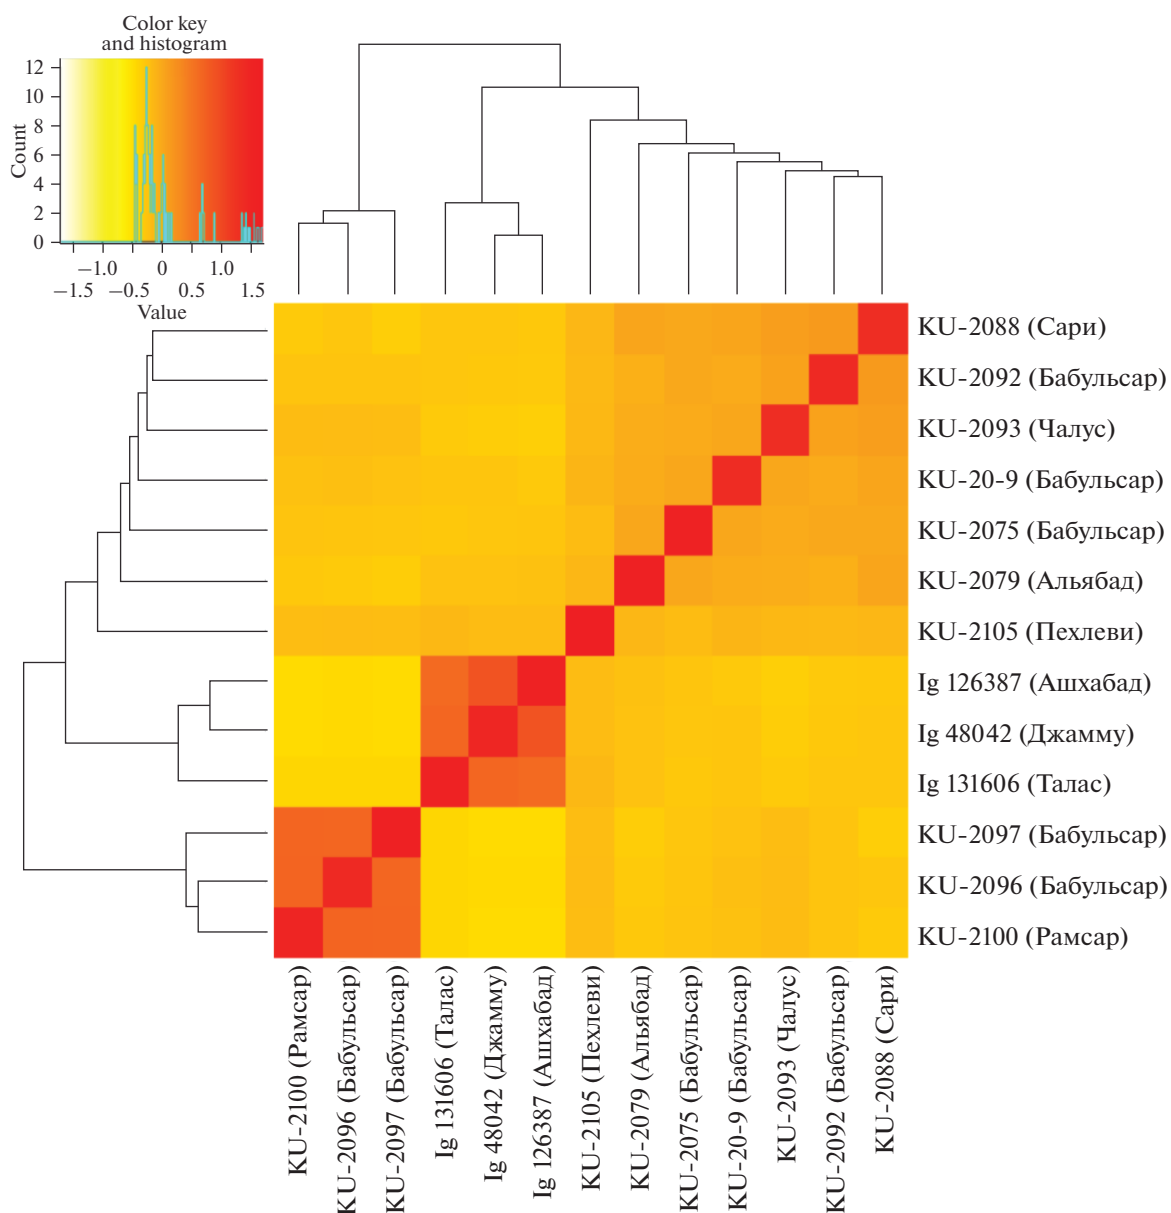 Color key
and histogram
12
10
8
6
4
2
0
Count
−1.0 0 1.0
−1.5 −0.5 0.5 1.5
Value
KU-2088 (Сари)
KU-2092 (Бабульсар)
KU-2093 (Чалус)
KU-20-9 (Бабульсар)
KU-2075 (Бабульсар)
KU-2079 (Альябад)
KU-2105 (Пехлеви)
Ig 126387 (Ашхабад)
Ig 48042 (Джамму)
Ig 131606 (Талас)
KU-2097 (Бабульсар)
KU-2096 (Бабульсар)
KU-2100 (Рамсар)
KU-2100 (Рамсар)
KU-2096 (Бабульсар)
KU-2097 (Бабульсар)
Ig 131606 (Талас)
Ig 48042 (Джамму)
Ig 126387 (Ашхабад)
KU-2105 (Пехлеви)
KU-2079 (Альябад)
KU-2075 (Бабульсар)
KU-20-9 (Бабульсар)
KU-2093 (Чалус)
KU-2092 (Бабульсар)
KU-2088 (Сари)